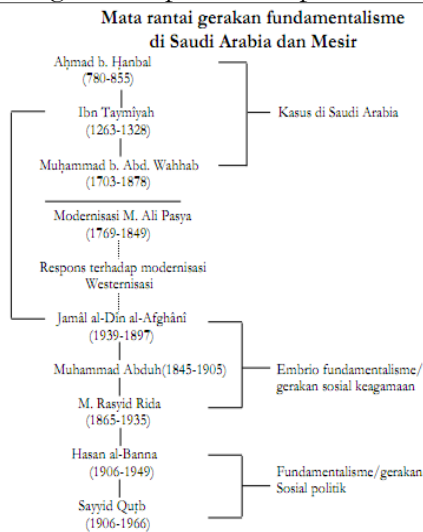 Mata rantai gerakan fundamentalisme
di Saudi Arabia dan Mesir
Aḥmad b. Ḥanbal
(780-855)
Ibn Taymîyah
(1263-1328)
Kasus di Saudi Arabia
Muḥammad b. Abd. Wahhab
(1703-1878)
Modernisasi M. Ali Pasya
(1769-1849)
Respons terhadap modernisasi
Westernisasi
Jamâl al-Dîn al-Afghânî
(1939-1897)
Muhammad Abduh(1845-1905)
Embrio fundamentalisme/
gerakan sosial keagamaan
M. Rasyid Rida
(1865-1935)
Hasan al-Banna
(1906-1949)
Fundamentalisme/gerakan
Sosial politik
Sayyid Quṭb
(1906-1966)